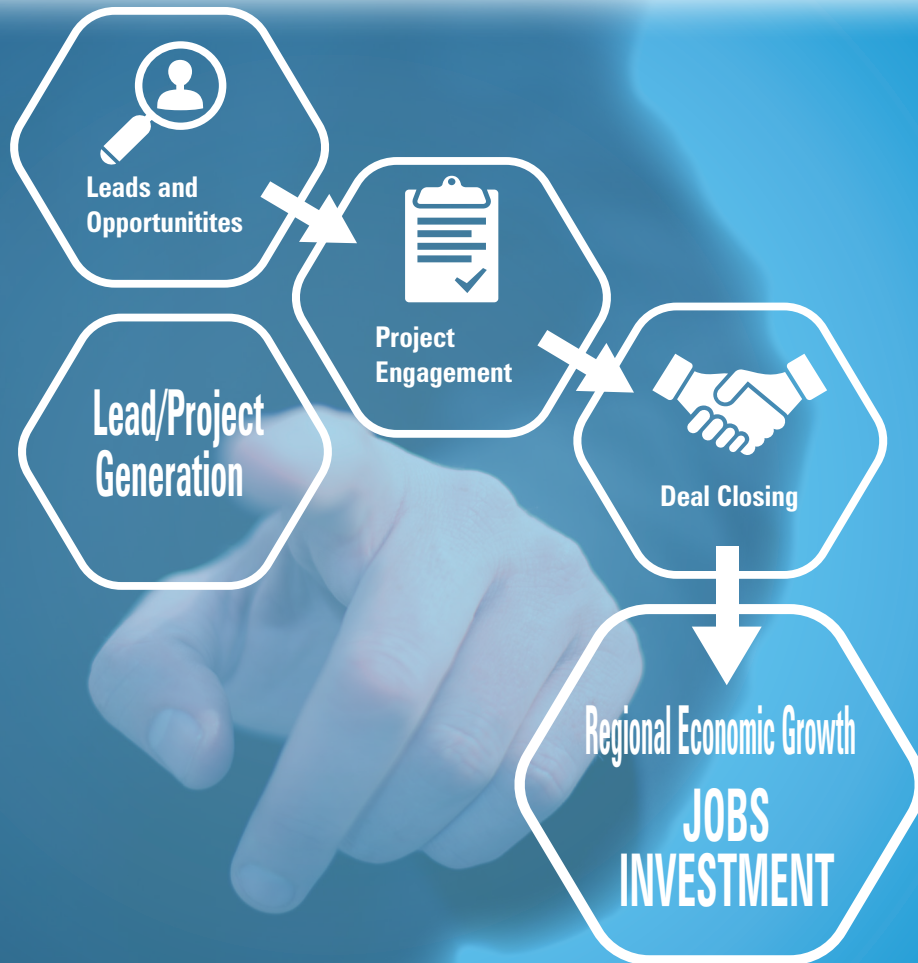 Leads and
Opportunitites
Project
Engagement
Lead/Project
Generation
Deal Closing
Regional Economic Growth
JOBS
INVESTMENT